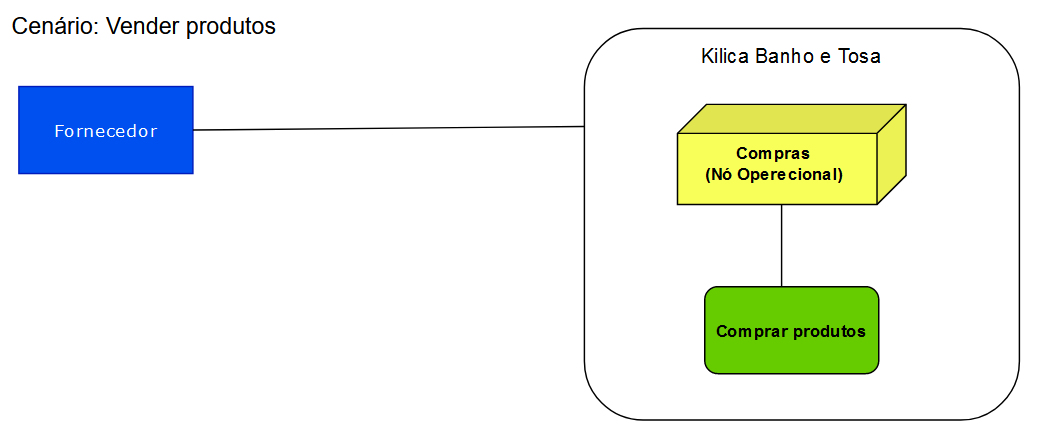 Cenário: Vender produtos
Kilica Banho e Tosa
Fornecedor
Compras
(Nó Operecional)
Comprar produtos